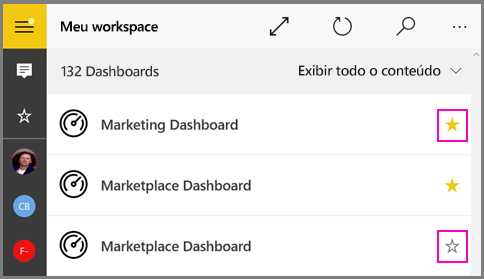 Meu workspace
132 Dashboards
Exibir todo o conteúdo
Marketing Dashboard
Marketplace Dashboard
CB
Marketplace Dashboard
F-